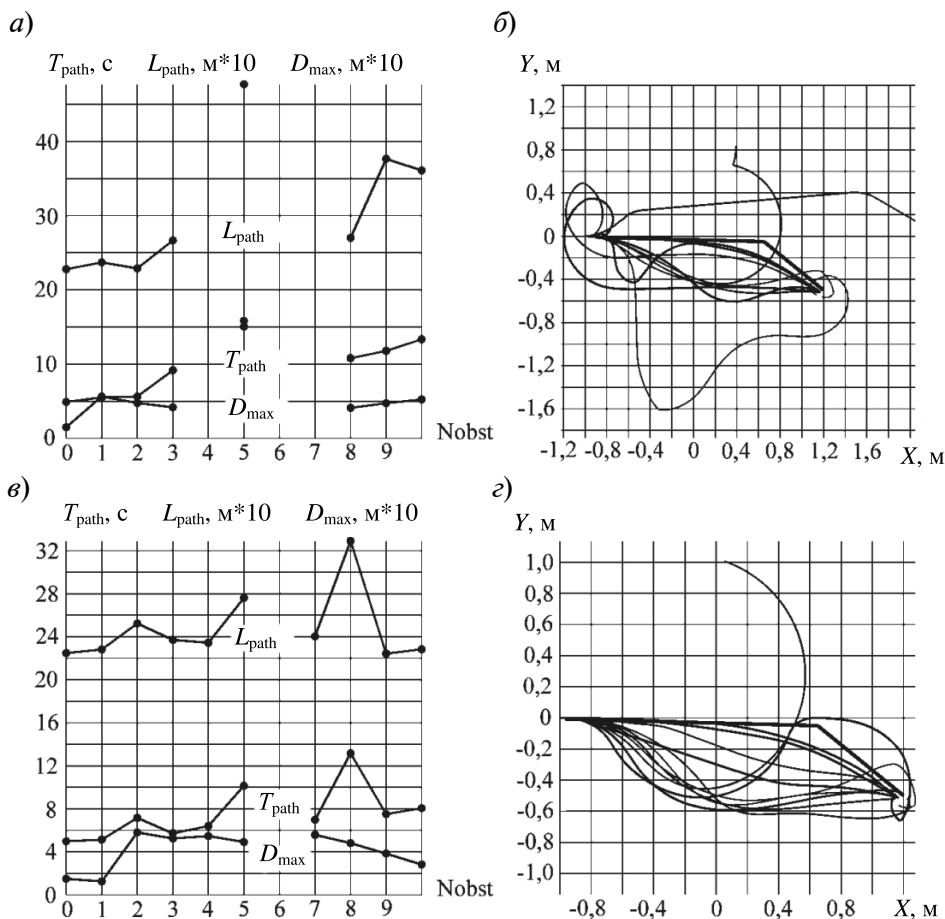 а)
T_path, с L_path, м*10 D_max, м*10
40
30
20
10
0
L_path
T_path
D_max
Nobst
0 1 2 3 5 6 7 8 9
б)
Y, м
1,2
0,8
0,4
0
-0,4
-0,8
-1,2
-1,6
-1,2 -0,8 -0,4 0 0,4 0,8 1,2 1,6 X, м
в)
T_path, с L_path, м*10 D_max, м*10
32
28
24
22
16
12
8
4
0
L_path
T_path
D_max
Nobst
0 1 2 3 4 5 6 7 8 9
г)
Y, м
1,0
0,8
0,6
0,4
0,2
0
-0,2
-0,4
-0,6
-0,8
-1,0
-0,8 -0,4 0 0,4 0,8 X, м